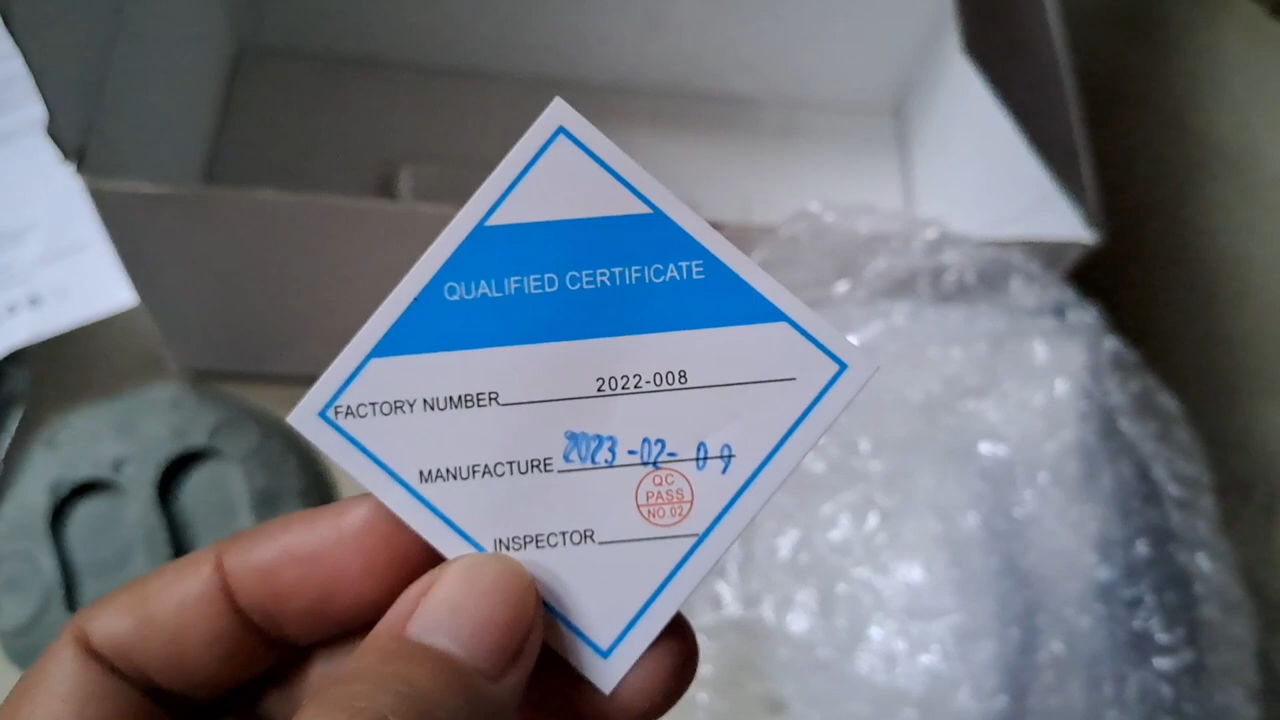 QUALIFIED CERTIFICATE
FACTORY NUMBER 2022-008
MANUFACTURE 2023-02-09
QC
PASS
NO.02
INSPECTOR